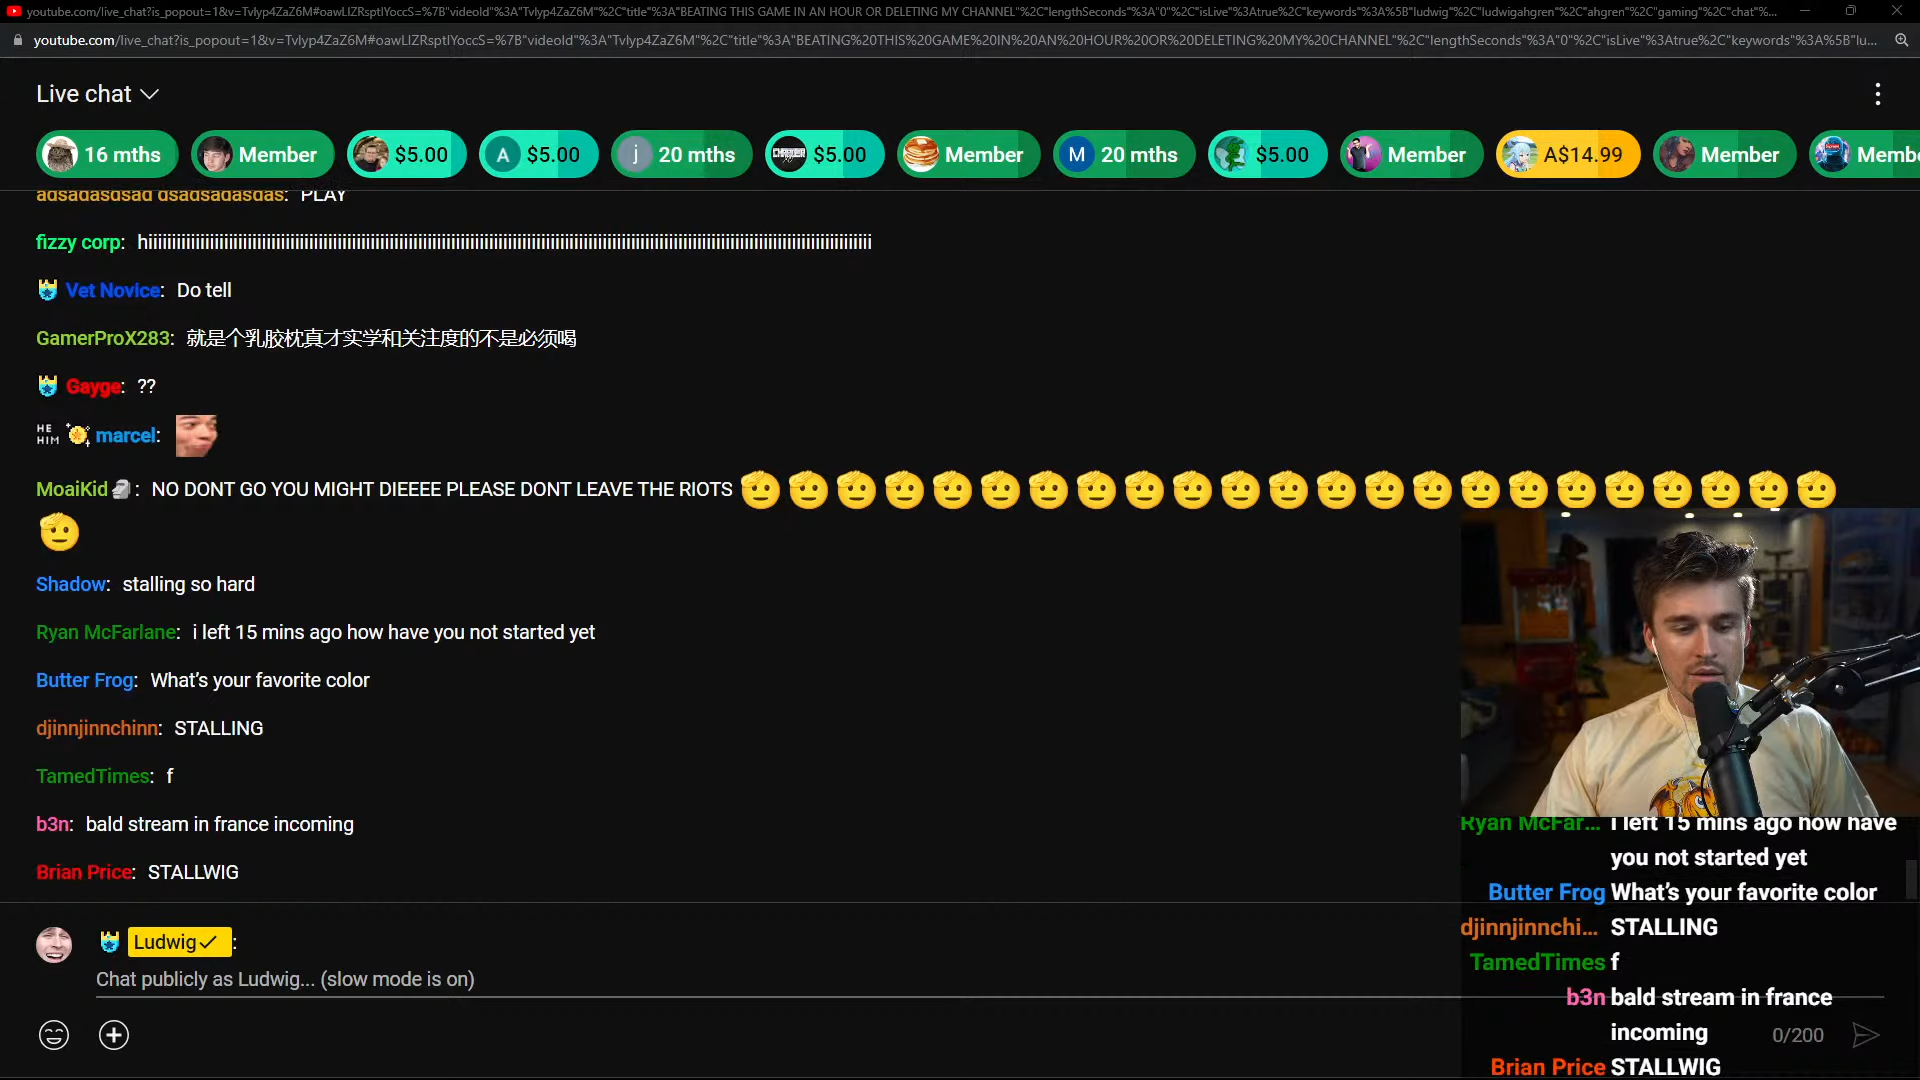 youtube.com/live_chat?is_popout=1&v=Tvlyp4ZaZ6M#oawLIZRsptIYoccS=%7B"videoId"%3A"Tvlyp4ZaZ6M"%2C"title"%3A"BEATING THIS GAME IN AN HOUR OR DELETING MY CHANNEL"%2C"lengthSeconds"%3A"0"%2C"isLive"%3Atrue%2C"keywords"%3A%5B"ludwig"%2C"ludwigahgren"%2C"ahgren"%2C"gaming"%2C"chat"%...
youtube.com/live_chat?is_popout=1&v=Tvlyp4ZaZ6M#oawLIZRsptIYoccS=%7B"videoId"%3A"Tvlyp4ZaZ6M"%2C"title"%3A"BEATING%20THIS%20GAME%20IN%20AN%20HOUR%20OR%20DELETING%20MY%20CHANNEL"%2C"lengthSeconds"%3A"0"%2C"isLive"%3Atrue%2C"keywords"%3A%5B"lu...
Live chat
16 mths Member $5.00 A $5.00 j 20 mths $5.00 Member M 20 mths $5.00 Member A$14.99 Member Membe
adsadasdsad dsadsadasdas: PLAY
fizzy corp: hiiiiiiiiiiiiiiiiiiiiiiiiiiiiiiiiiiiiiiiiiiiiiiiiiiiiiiiiiiiiiiiiiiiiiiiiiiiiiiiiiiiiiiiiiiiiiiiiiiiiiiiiiiiiiiiiiiiiiiiiiiiiiiiiiiiiiiiiiiiiiiiiiiii
Vet Novice: Do tell
GamerProX283: 就是个乳胶枕真才实学和关注度的不是必须喝
Gayge: ??
HE HIM marcel:
MoaiKid🗿: NO DONT GO YOU MIGHT DIEEEE PLEASE DONT LEAVE THE RIOTS 🫡🫡🫡🫡🫡🫡🫡🫡🫡🫡🫡🫡🫡🫡🫡🫡🫡🫡🫡🫡🫡🫡🫡
🫡
Shadow: stalling so hard
Ryan McFarlane: i left 15 mins ago how have you not started yet
Butter Frog: What's your favorite color
djinnjinnchinn: STALLING
TamedTimes: f
b3n: bald stream in france incoming
Brian Price: STALLWIG
Ludwig✓:
Chat publicly as Ludwig... (slow mode is on)
0/200
Ryan McFar... i left 15 mins ago how have
you not started yet
Butter Frog What's your favorite color
djinnjinnchi... STALLING
TamedTimes f
b3n bald stream in france
incoming
Brian Price STALLWIG